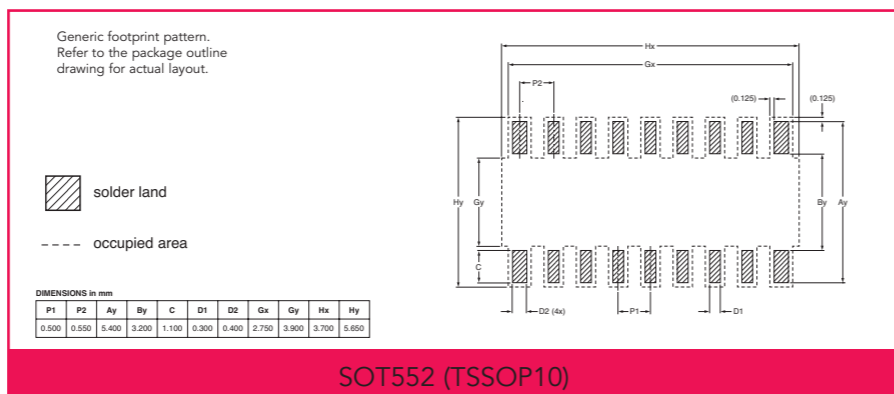 Generic footprint pattern.
Refer to the package outline
drawing for actual layout.
Hx
Gx
P2
(0.125)
(0.125)
Hy
Gy
By
Ay
C
D2 (4x)
P1
D1
solder land
occupied area
DIMENSIONS in mm
P1 P2 Ay By C D1 D2 Gx Gy Hx Hy
0.500 0.550 5.400 3.200 1.100 0.300 0.400 2.750 3.900 3.700 5.650
SOT552 (TSSOP10)